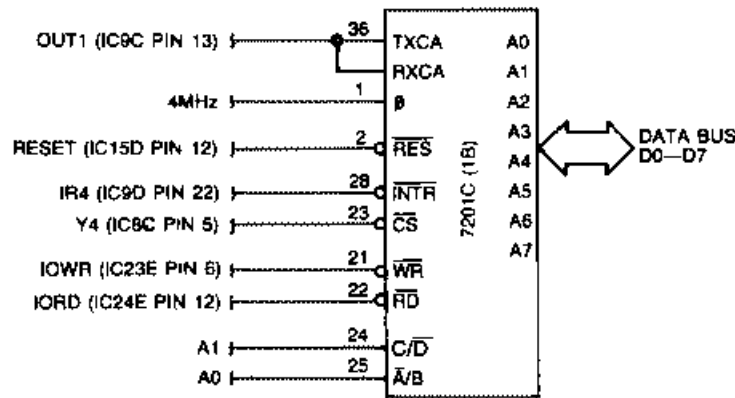 OUT1 (IC9C PIN 13) 36 TXCA A0
RXCA A1
4MHz 1 ø A2
A3
RESET (IC15D PIN 12) 2 RES DATA BUS
A4 D0—D7
IR4 (IC9D PIN 22) 28 INTR A5
Y4 (IC8C PIN 5) 23 CS A6
7201C (1B)
IOWR (IC23E PIN 6) 21 WR A7
IORD (IC24E PIN 12) 22 RD
A1 24 C/D
A0 25 A/B